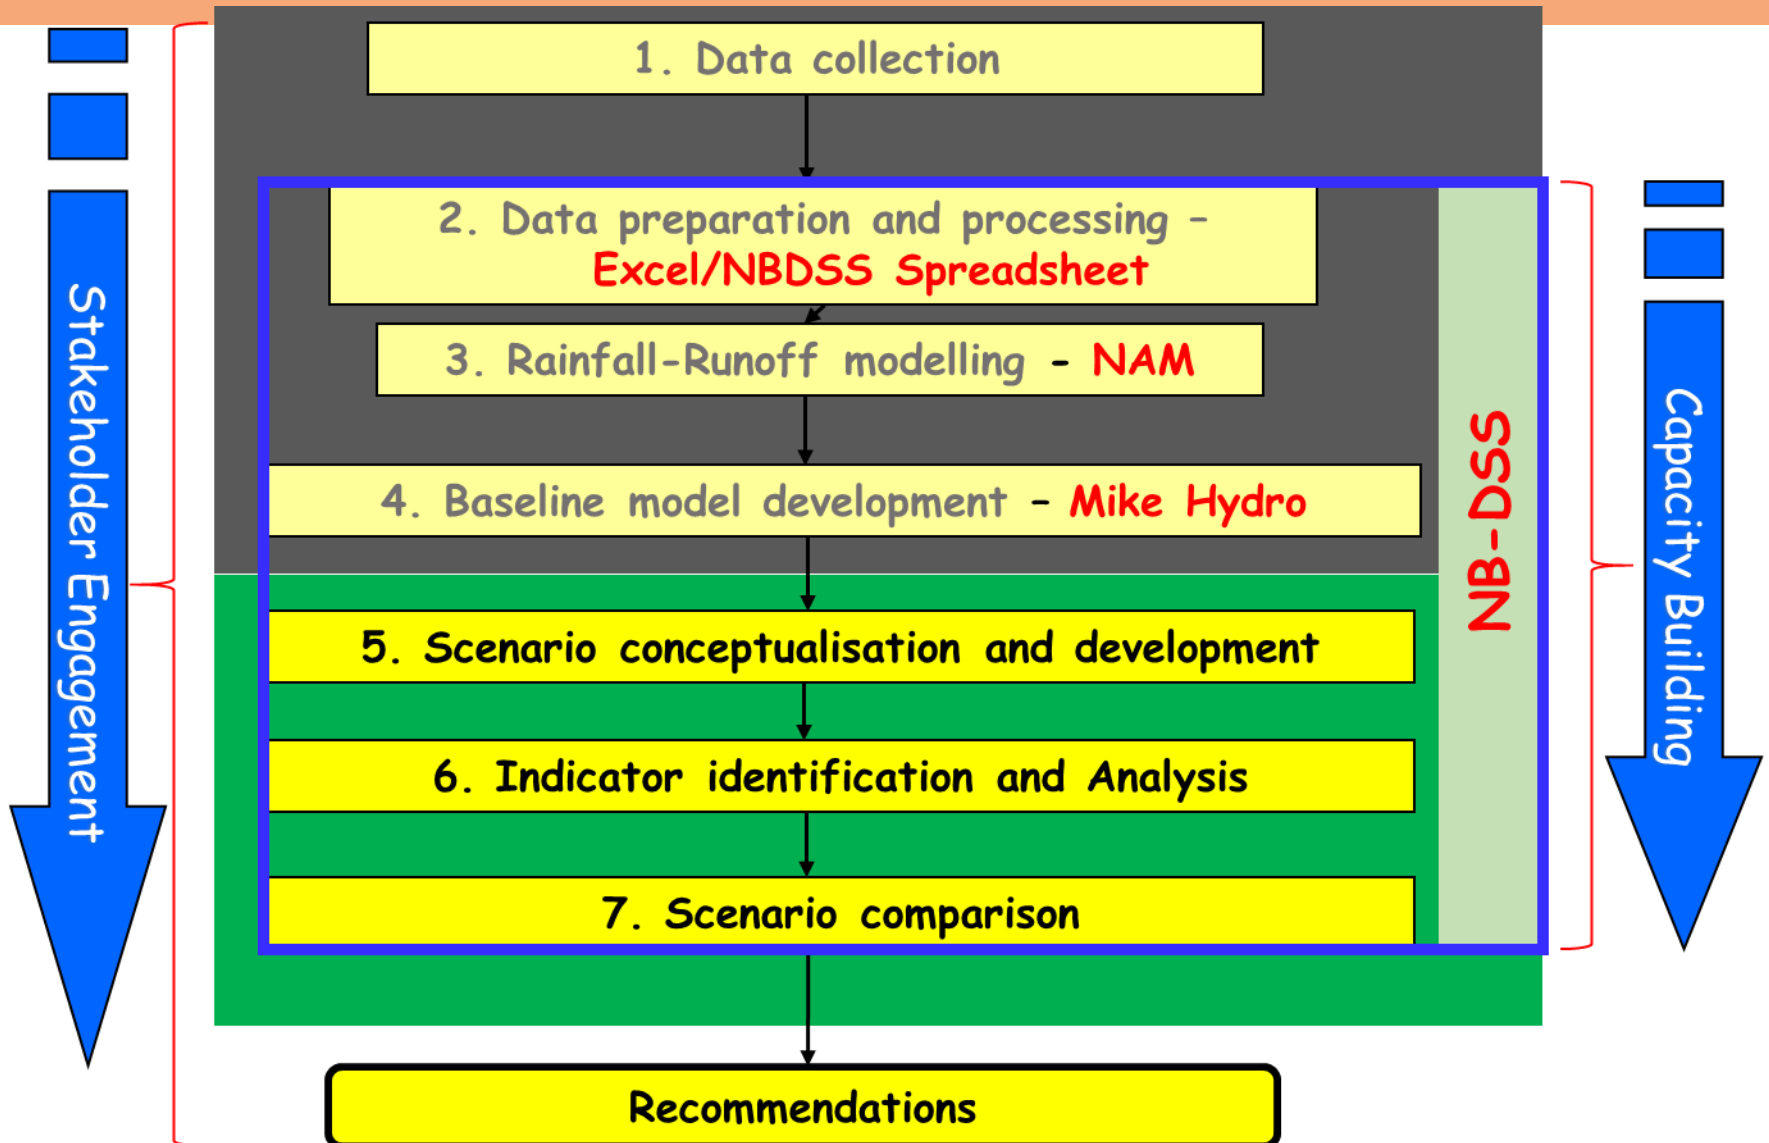 1. Data collection
2. Data preparation and processing –
Excel/NBDSS Spreadsheet
3. Rainfall-Runoff modelling - NAM
4. Baseline model development – Mike Hydro
5. Scenario conceptualisation and development
6. Indicator identification and Analysis
7. Scenario comparison
Recommendations
Stakeholder Engagement
NB-DSS
Capacity Building